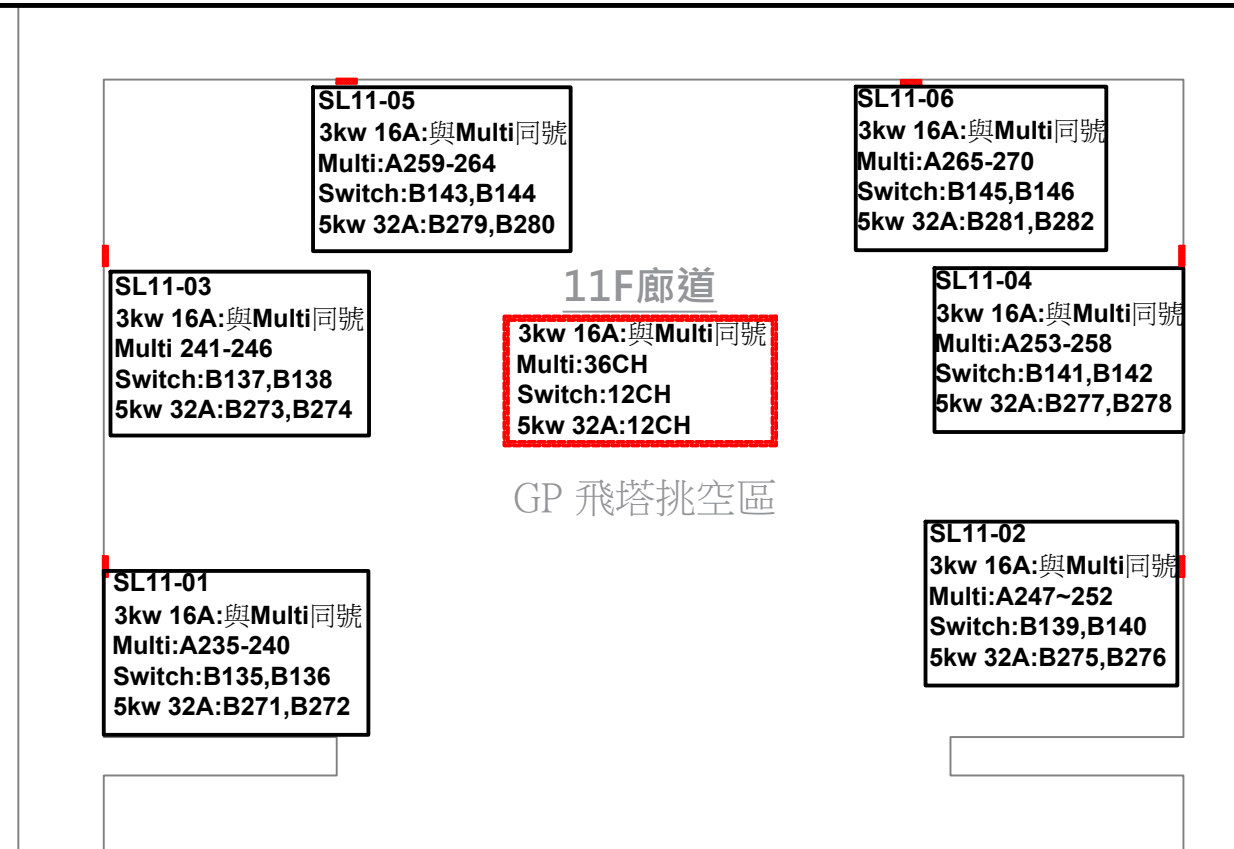 SL11-05
3kw 16A:與Multi同號
Multi:A259-264
Switch:B143,B144
5kw 32A:B279,B280
SL11-06
3kw 16A:與Multi同號
Multi:A265-270
Switch:B145,B146
5kw 32A:B281,B282
SL11-03
3kw 16A:與Multi同號
Multi 241-246
Switch:B137,B138
5kw 32A:B273,B274
11F廊道
3kw 16A:與Multi同號
Multi:36CH
Switch:12CH
5kw 32A:12CH
GP 飛塔挑空區
SL11-04
3kw 16A:與Multi同號
Multi:A253-258
Switch:B141,B142
5kw 32A:B277,B278
SL11-01
3kw 16A:與Multi同號
Multi:A235-240
Switch:B135,B136
5kw 32A:B271,B272
SL11-02
3kw 16A:與Multi同號
Multi:A247~252
Switch:B139,B140
5kw 32A:B275,B276